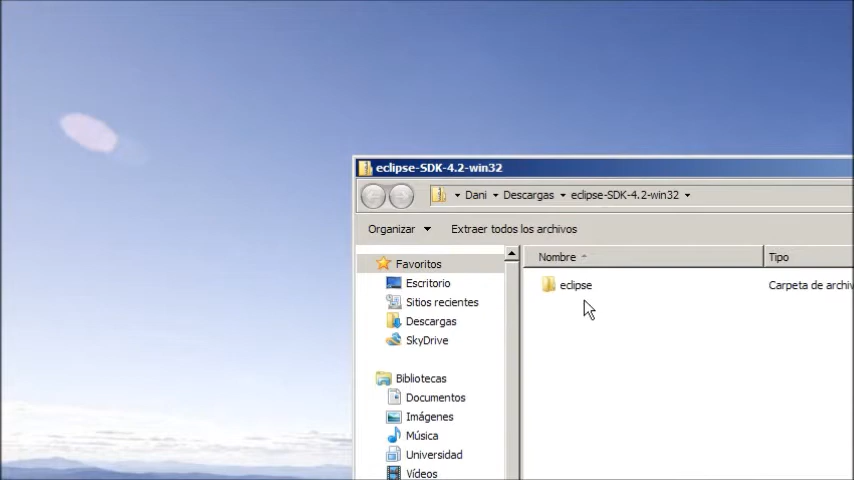 eclipse-SDK-4.2-win32
Dani Descargas eclipse-SDK-4.2-win32
Organizar Extraer todos los archivos
Nombre Tipo
Favoritos
Escritorio
Sitios recientes
Descargas
SkyDrive
Bibliotecas
Documentos
Imágenes
Música
Universidad
Vídeos
eclipse Carpeta de archiv